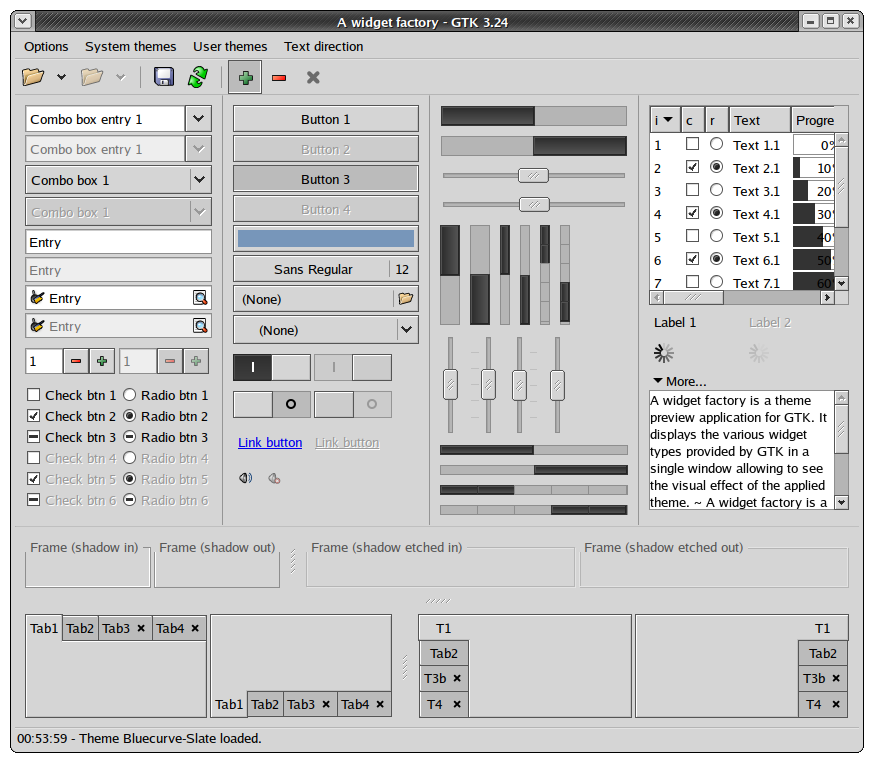 A widget factory - GTK 3.24
Options System themes User themes Text direction
Combo box entry 1
Combo box entry 1
Combo box 1
Combo box 1
Entry
Entry
Entry
Entry
1 1
Check btn 1 Radio btn 1
Check btn 2 Radio btn 2
Check btn 3 Radio btn 3
Check btn 4 Radio btn 4
Check btn 5 Radio btn 5
Check btn 6 Radio btn 6
Button 1
Button 2
Button 3
Button 4
Sans Regular 12
(None)
(None)
Link button Link button
i c r Text Progre
1 Text 1.1 0%
2 Text 2.1 10%
3 Text 3.1 20%
4 Text 4.1 30%
5 Text 5.1 40%
6 Text 6.1 50%
7 Text 7.1 60%
Label 1 Label 2
More...
A widget factory is a theme
preview application for GTK. It
displays the various widget
types provided by GTK in a
single window allowing to see
the visual effect of the applied
theme. ~ A widget factory is a
Frame (shadow in) Frame (shadow out) Frame (shadow etched in) Frame (shadow etched out)
Tab1 Tab2 Tab3 Tab4
Tab1 Tab2 Tab3 Tab4
T1
Tab2
T3b
T4
T1
Tab2
T3b
T4
00:53:59 - Theme Bluecurve-Slate loaded.